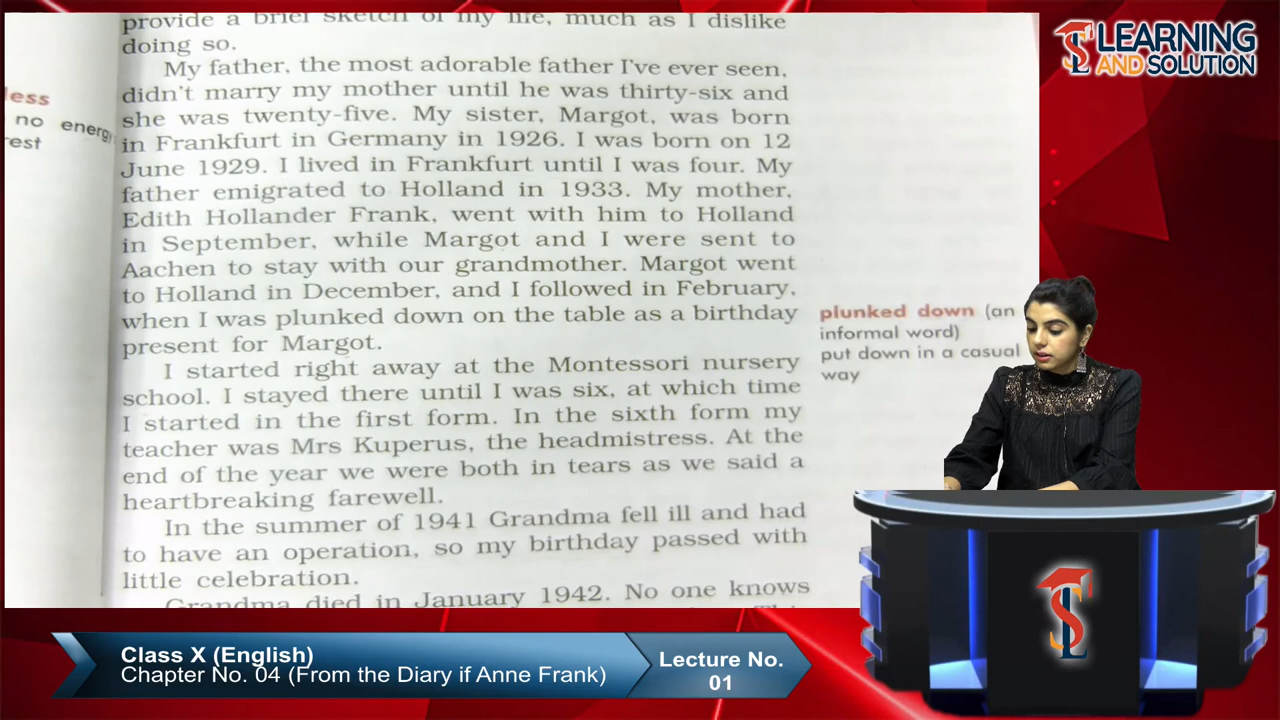 provide a brief sketch of my life, much as I dislike
doing so.
My father, the most adorable father I've ever seen,
didn't marry my mother until he was thirty-six and
she was twenty-five. My sister, Margot, was born
in Frankfurt in Germany in 1926. I was born on 12
June 1929. I lived in Frankfurt until I was four. My
father emigrated to Holland in 1933. My mother,
Edith Hollander Frank, went with him to Holland
in September, while Margot and I were sent to
Aachen to stay with our grandmother. Margot went
to Holland in December, and I followed in February,
when I was plunked down on the table as a birthday
present for Margot.
I started right away at the Montessori nursery
school. I stayed there until I was six, at which time
I started in the first form. In the sixth form my
teacher was Mrs Kuperus, the headmistress. At the
end of the year we were both in tears as we said a
heartbreaking farewell.
In the summer of 1941 Grandma fell ill and had
to have an operation, so my birthday passed with
little celebration.
Grandma died in January 1942. No one knows
less
no energy
rest
plunked down (an
informal word)
put down in a casual
way
LEARNING
AND SOLUTION
Class X (English)
Chapter No. 04 (From the Diary if Anne Frank)
Lecture No.
01